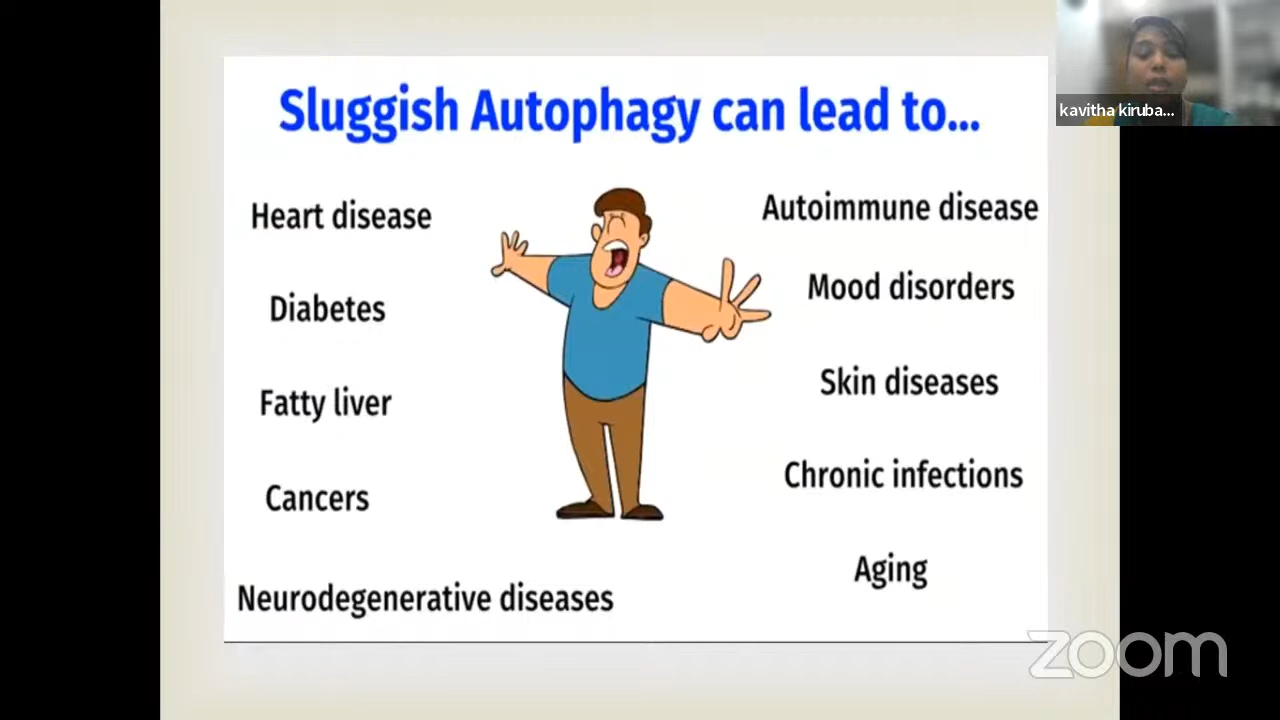 Sluggish Autophagy can lead to...
Heart disease
Diabetes
Fatty liver
Cancers
Neurodegenerative diseases
Autoimmune disease
Mood disorders
Skin diseases
Chronic infections
Aging
kavitha kiruba...
zoom